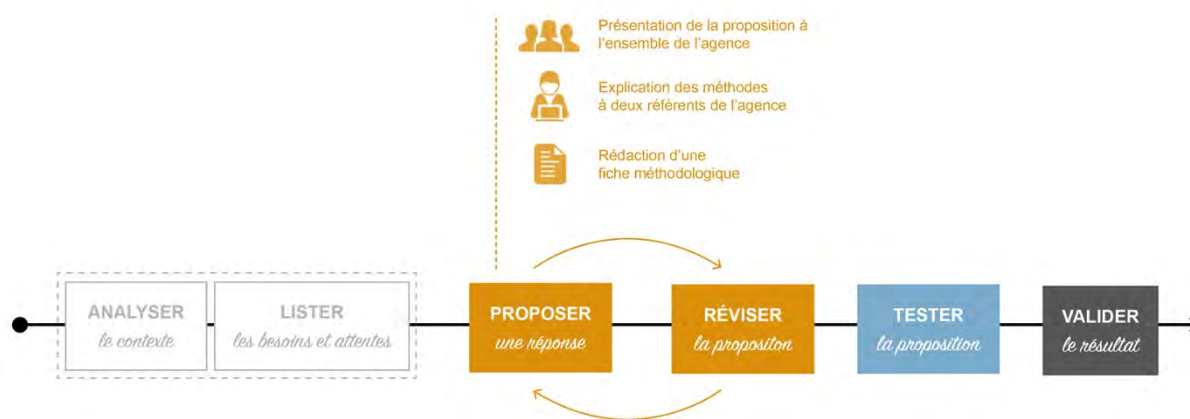 Présentation de la proposition à
l'ensemble de l'agence
Explication des méthodes
à deux référents de l'agence
Rédaction d'une
fiche méthodologique
ANALYSER
le contexte
LISTER
les besoins et attentes
PROPOSER
une réponse
RÉVISER
la propositon
TESTER
la proposition
VALIDER
le résultat